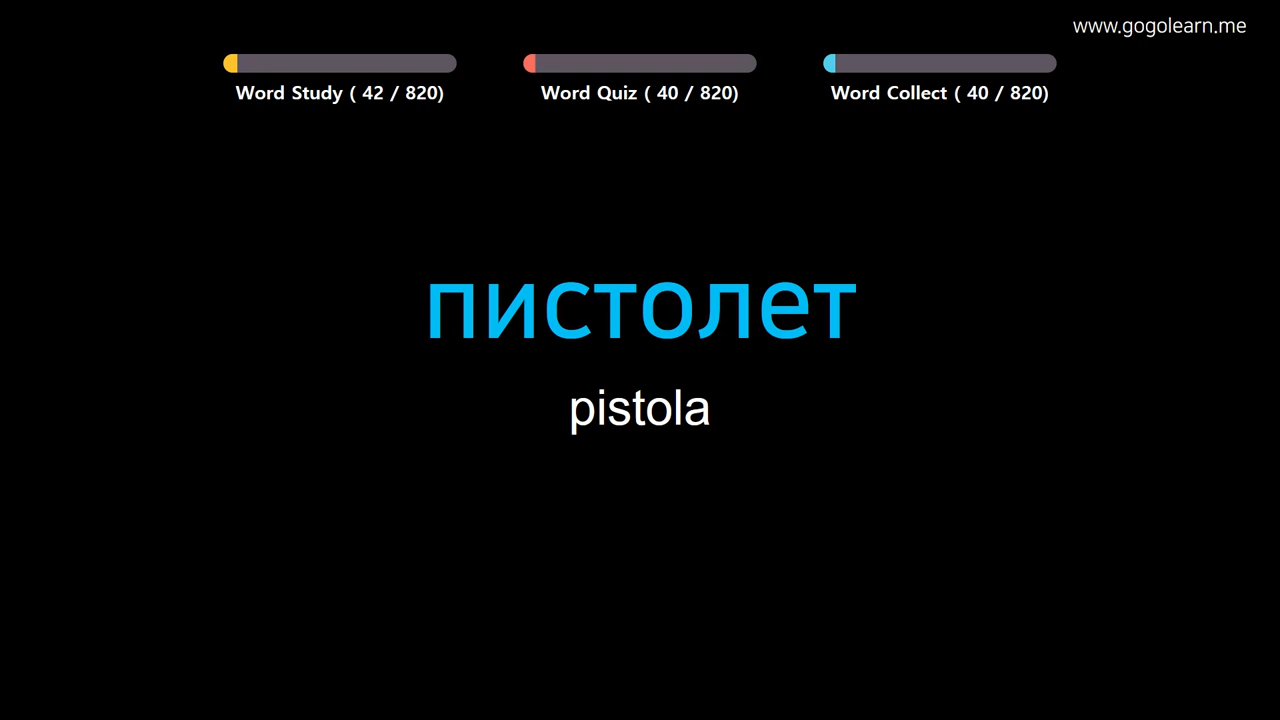 www.gogolearn.me
Word Study ( 42 / 820)
Word Quiz ( 40 / 820)
Word Collect ( 40 / 820)
пистолет
pistola